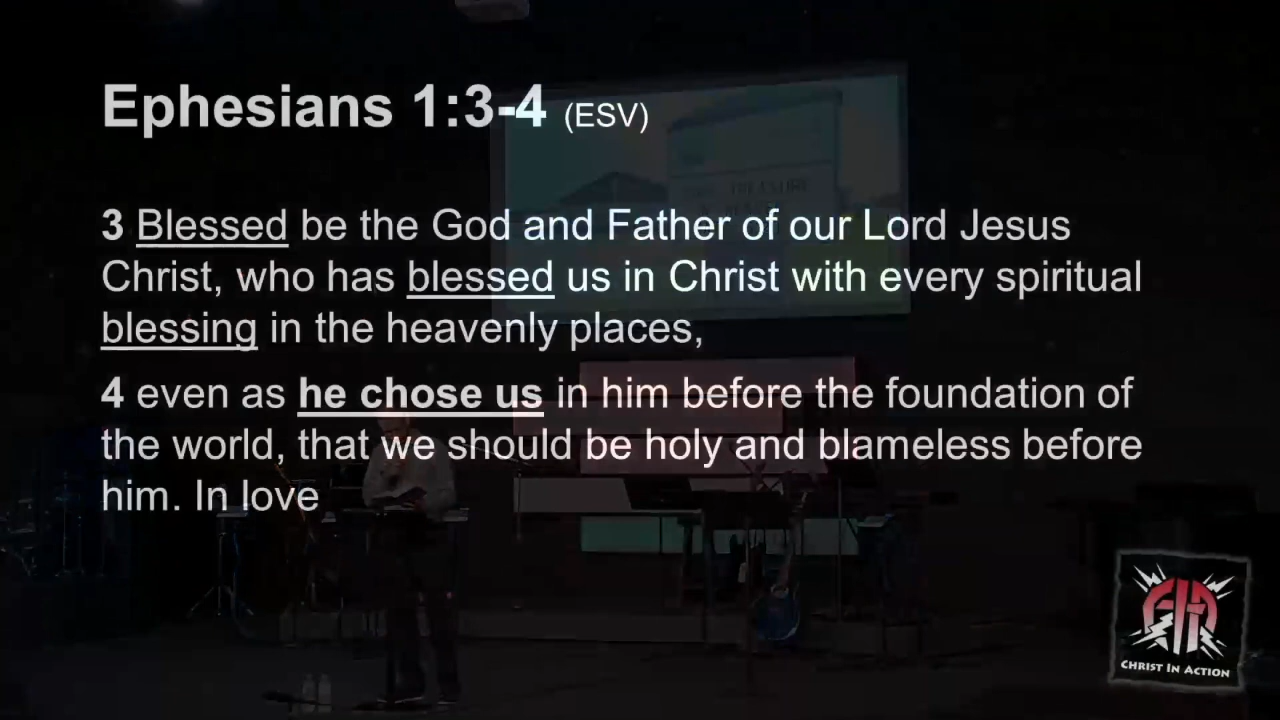 Ephesians 1:3-4 (ESV)
3 Blessed be the God and Father of our Lord Jesus
Christ, who has blessed us in Christ with every spiritual
blessing in the heavenly places,
4 even as he chose us in him before the foundation of
the world, that we should be holy and blameless before
him. In love
CHRIST IN ACTION